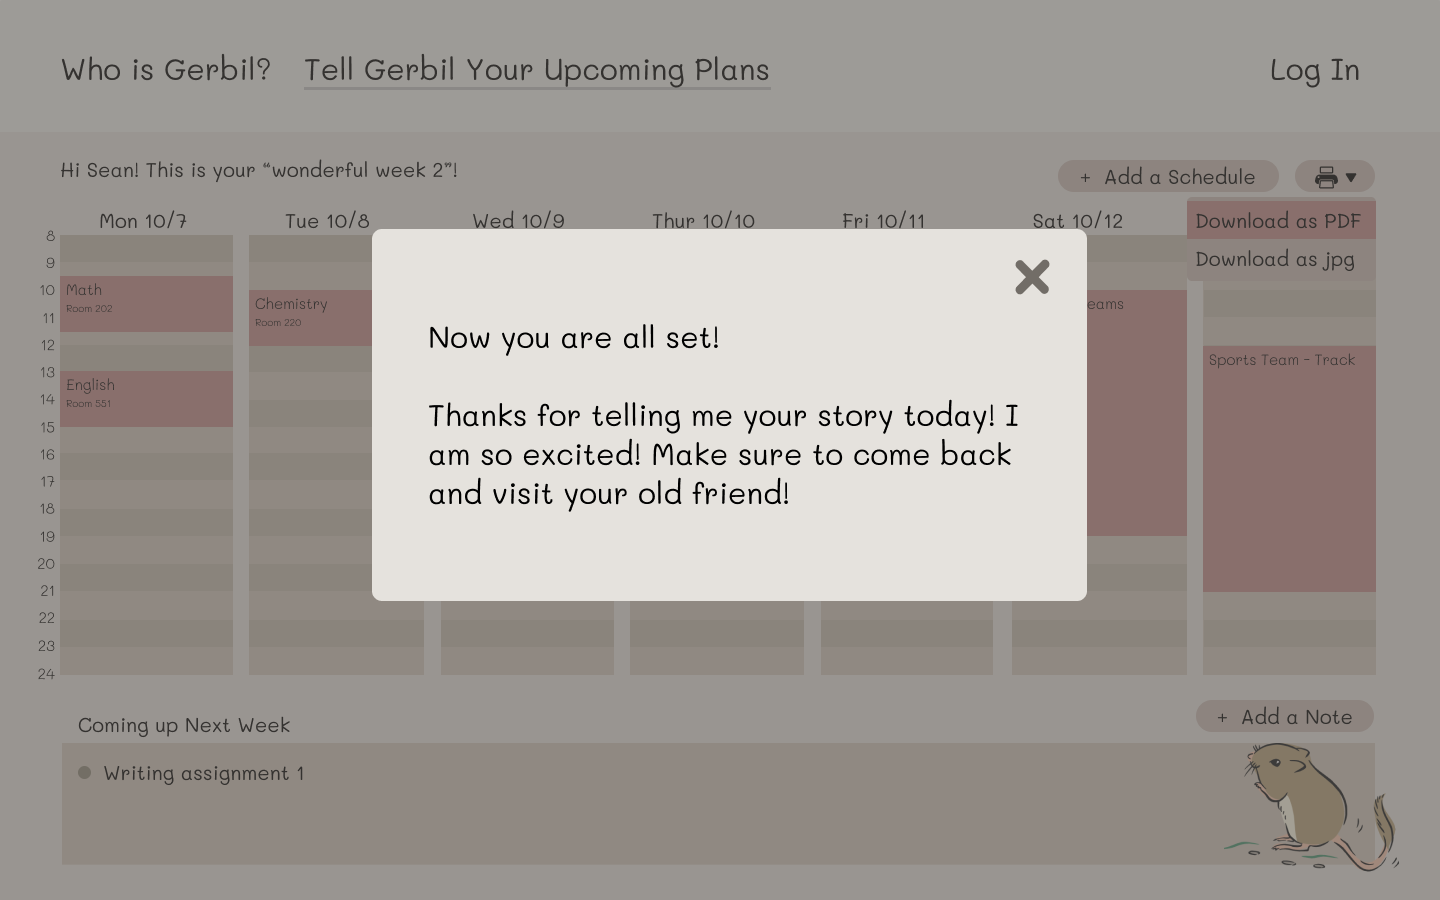 Who is Gerbil? Tell Gerbil Your Upcoming Plans Log In
Hi Sean! This is your “wonderful week 2”!
+ Add a Schedule
Mon 10/7 Tue 10/8 Wed 10/9 Thur 10/10 Fri 10/11 Sat 10/12
Download as PDF
Download as jpg
8
9
10
11
12
13
14
15
16
17
18
19
20
21
22
23
24
Math
Room 202
English
Room 551
Chemistry
Room 220
Sports Team - Track
Now you are all set!
Thanks for telling me your story today! I
am so excited! Make sure to come back
and visit your old friend!
Coming up Next Week
+ Add a Note
Writing assignment 1